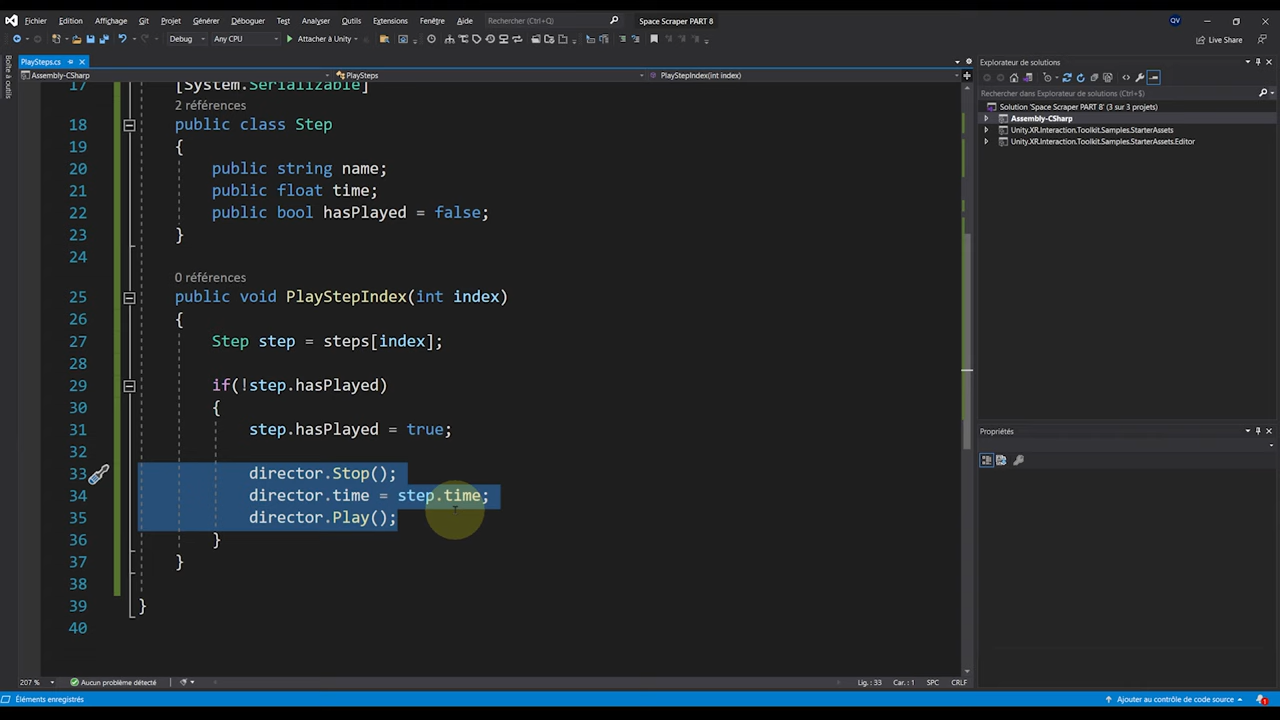 Fichier Edition Affichage Git Projet Générer Déboguer Test Analyser Outils Extensions Fenêtre Aide Rechercher (Ctrl+Q) Space Scraper PART 8 QV
Debug Any CPU Attacher à Unity Live Share
PlaySteps.cs
Assembly-CSharp PlaySteps PlayStepIndex(int index)
Boîte à outils
17 [System.Serializable]
2 références
18 public class Step
19 {
20 public string name;
21 public float time;
22 public bool hasPlayed = false;
23 }
24
0 références
25 public void PlayStepIndex(int index)
26 {
27 Step step = steps[index];
28
29 if(!step.hasPlayed)
30 {
31 step.hasPlayed = true;
32
33 director.Stop();
34 director.time = step.time;
35 director.Play();
36 }
37 }
38
39 }
40
207 % Aucun problème détecté Lig : 33 Car. : 1 SPC CRLF
Éléments enregistrés Ajouter au contrôle de code source 1
Explorateur de solutions
Rechercher dans Explorateur de solutions (Ctrl+$)
Solution 'Space Scraper PART 8' (3 sur 3 projets)
Assembly-CSharp
Unity.XR.Interaction.Toolkit.Samples.StarterAssets
Unity.XR.Interaction.Toolkit.Samples.StarterAssets.Editor
Propriétés